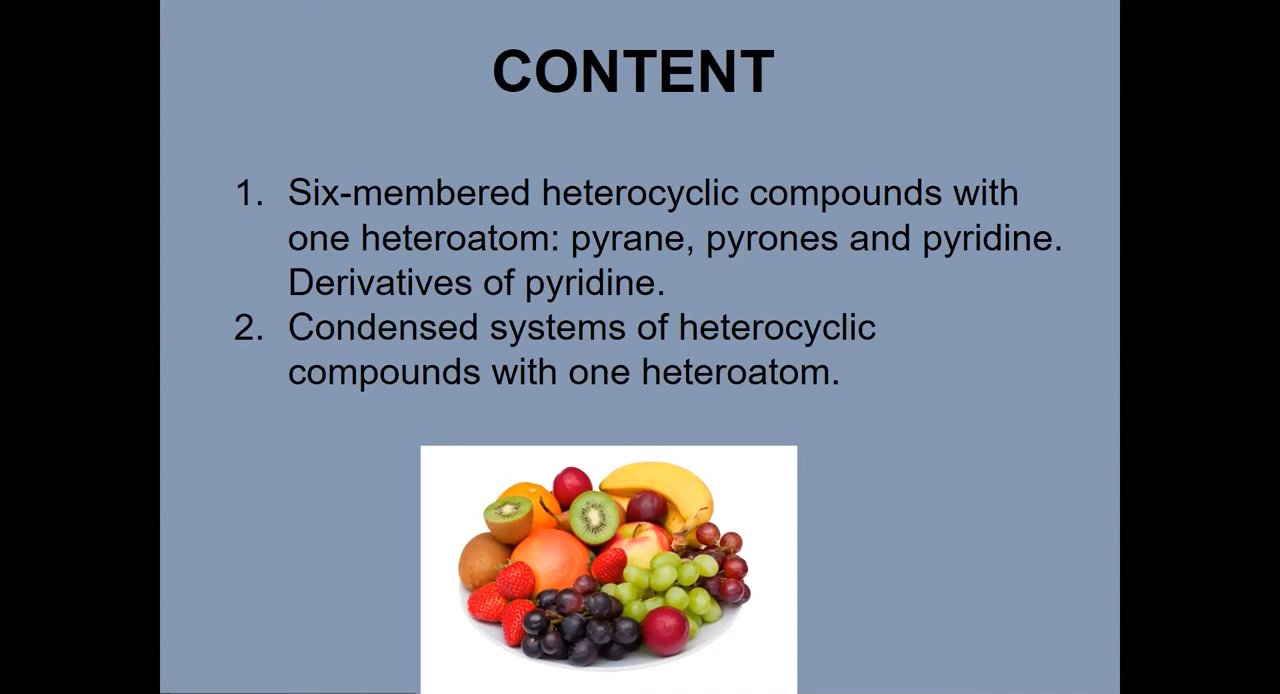 CONTENT
1. Six-membered heterocyclic compounds with
one heteroatom: pyrane, pyrones and pyridine.
Derivatives of pyridine.
2. Condensed systems of heterocyclic
compounds with one heteroatom.